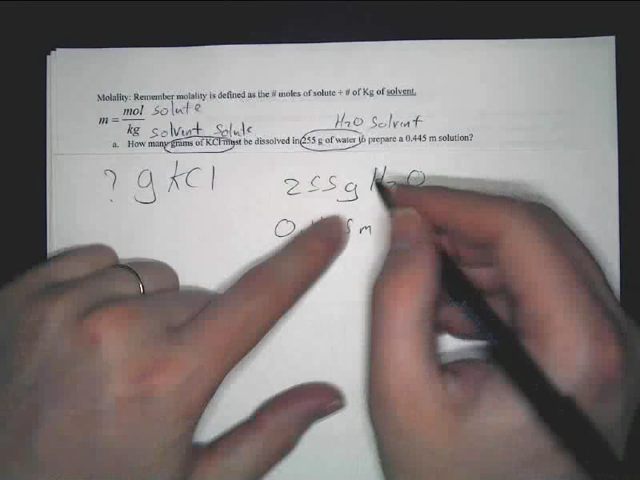 Molality: Remember molality is defined as the # moles of solute ÷ # of Kg of solvent.
m = mol solute
kg solvent solute
H2O solvent
a. How many grams of KCl must be dissolved in 255 g of water to prepare a 0.445 m solution?
? g KCl 255 g H2O
0. m